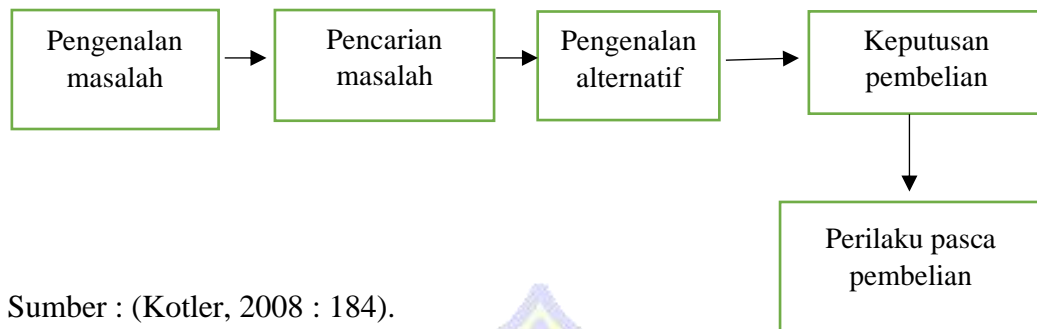 Pengenalan
masalah
Pencarian
masalah
Pengenalan
alternatif
Keputusan
pembelian
Perilaku pasca
pembelian
Sumber : (Kotler, 2008 : 184).